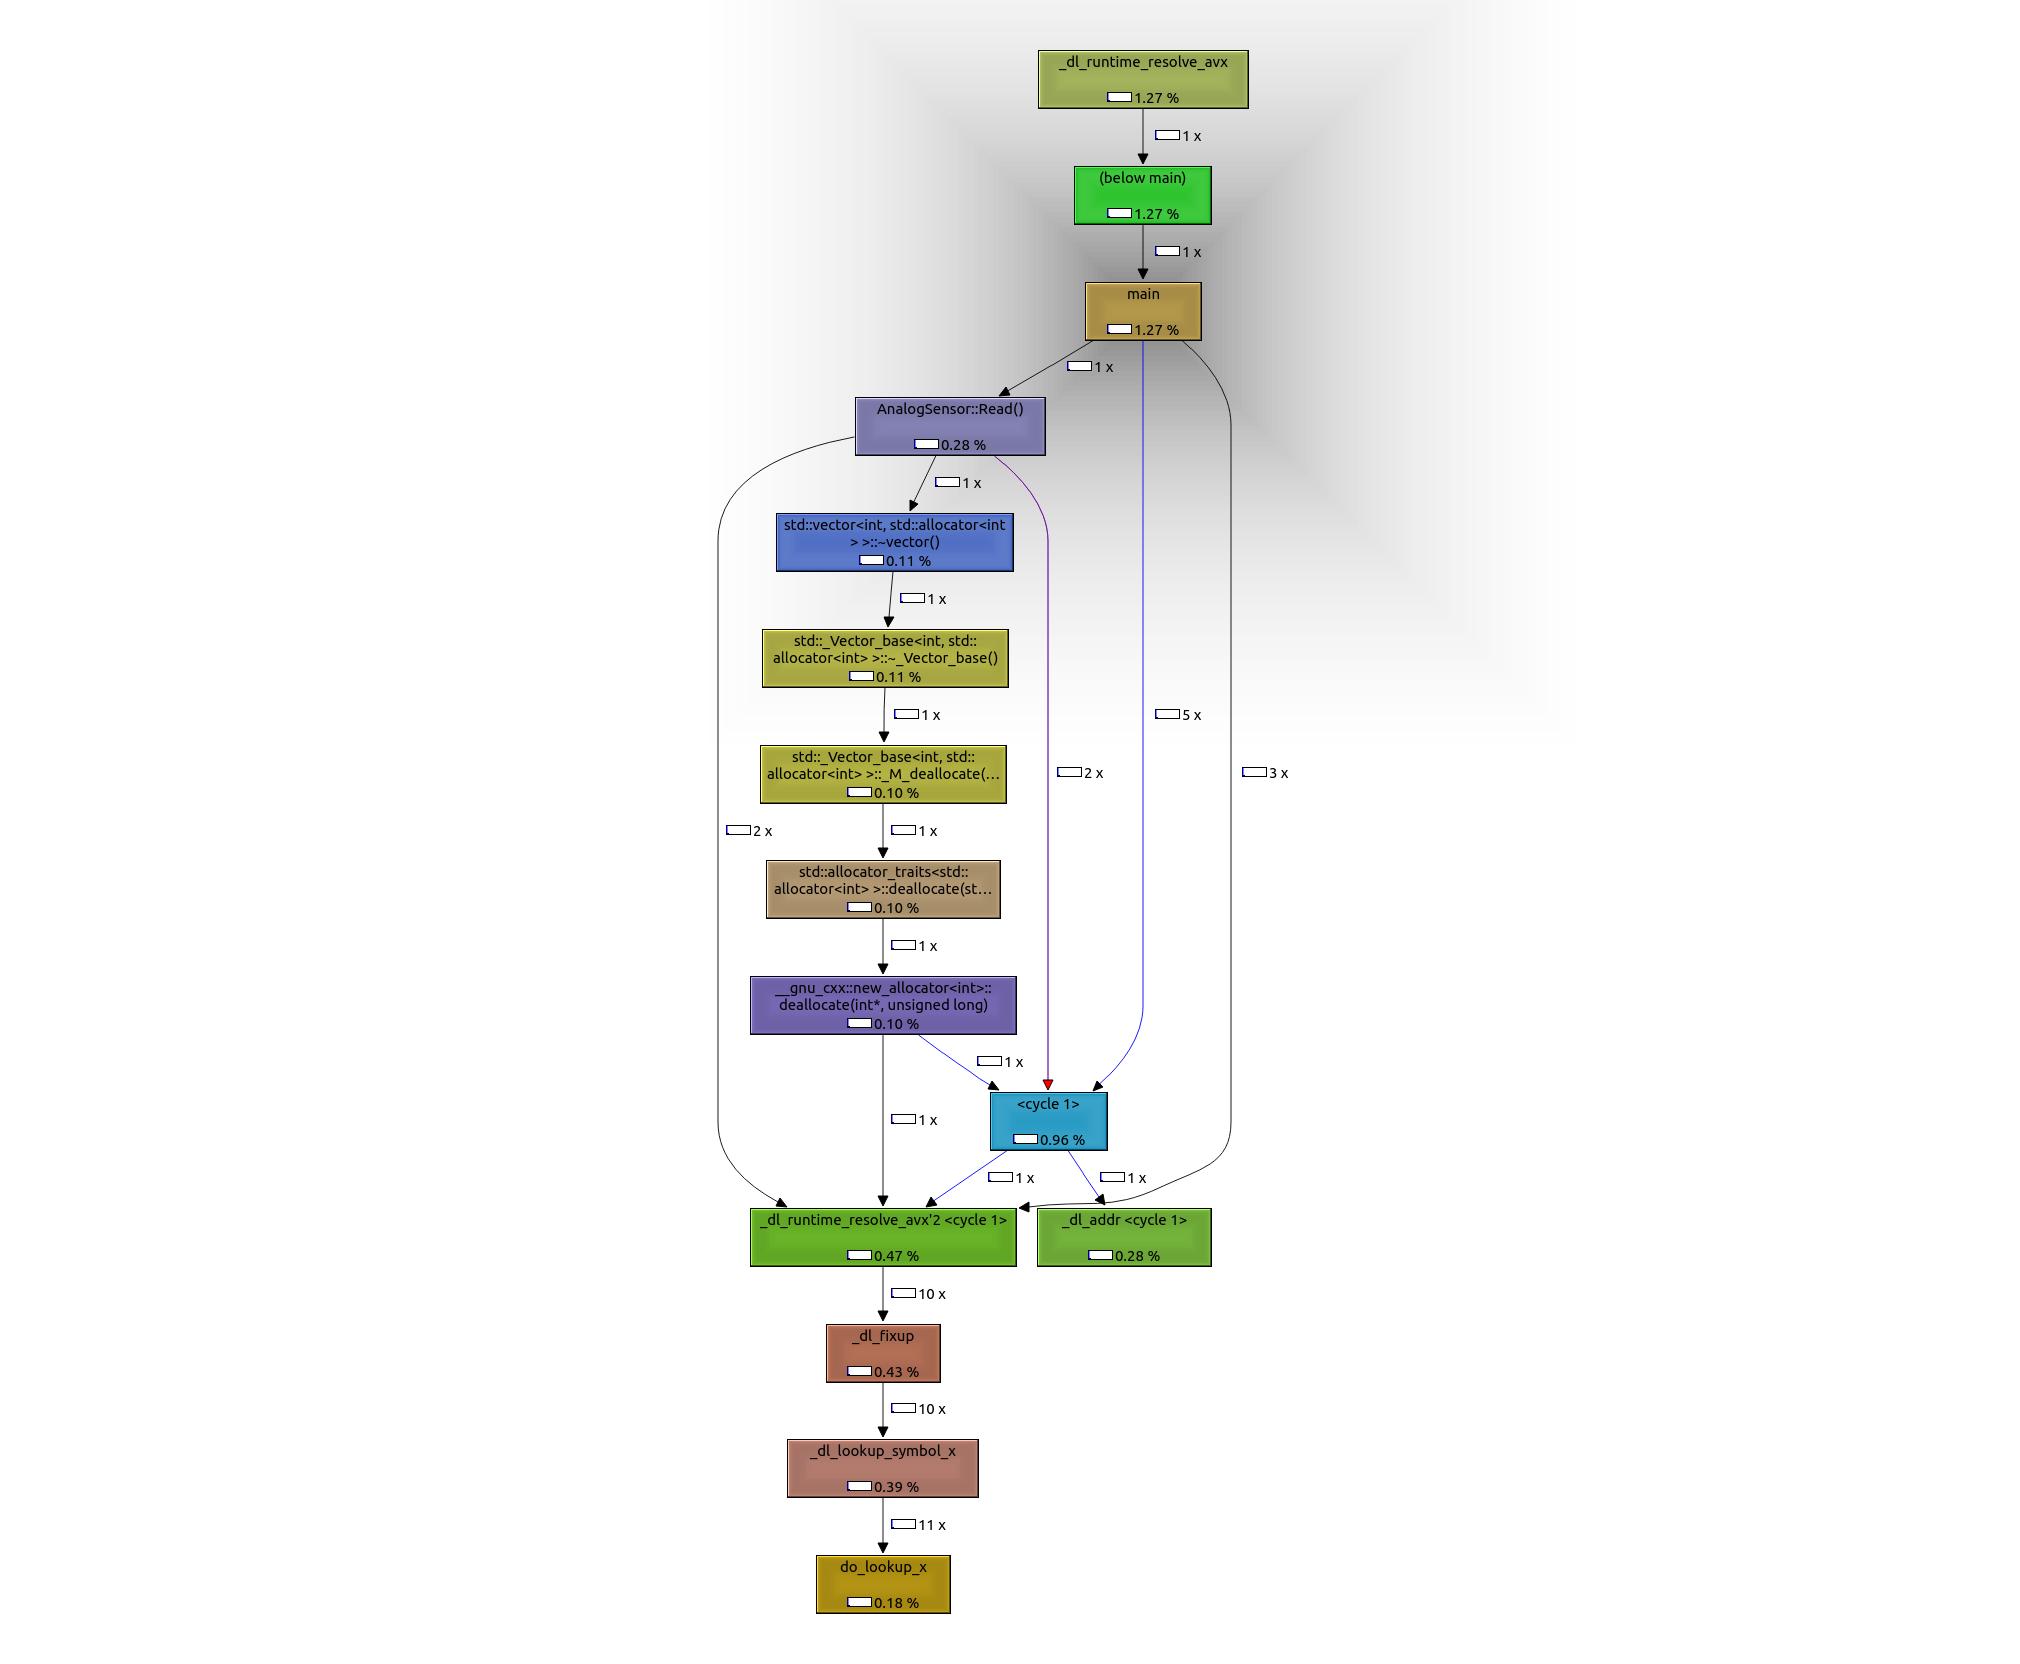 _dl_runtime_resolve_avx
1.27 %
1 x
(below main)
1.27 %
1 x
main
1.27 %
1 x
AnalogSensor::Read()
0.28 %
1 x
std::vector<int, std::allocator<int
> >::~vector()
0.11 %
1 x
std::_Vector_base<int, std::
allocator<int> >::~_Vector_base()
0.11 %
1 x
5 x
std::_Vector_base<int, std::
allocator<int> >::_M_deallocate(...
0.10 %
2 x
3 x
2 x
1 x
std::allocator_traits<std::
allocator<int> >::deallocate(st...
0.10 %
1 x
__gnu_cxx::new_allocator<int>::
deallocate(int*, unsigned long)
0.10 %
1 x
1 x
<cycle 1>
0.96 %
1 x
1 x
_dl_runtime_resolve_avx'2 <cycle 1>
0.47 %
_dl_addr <cycle 1>
0.28 %
10 x
_dl_fixup
0.43 %
10 x
_dl_lookup_symbol_x
0.39 %
11 x
do_lookup_x
0.18 %